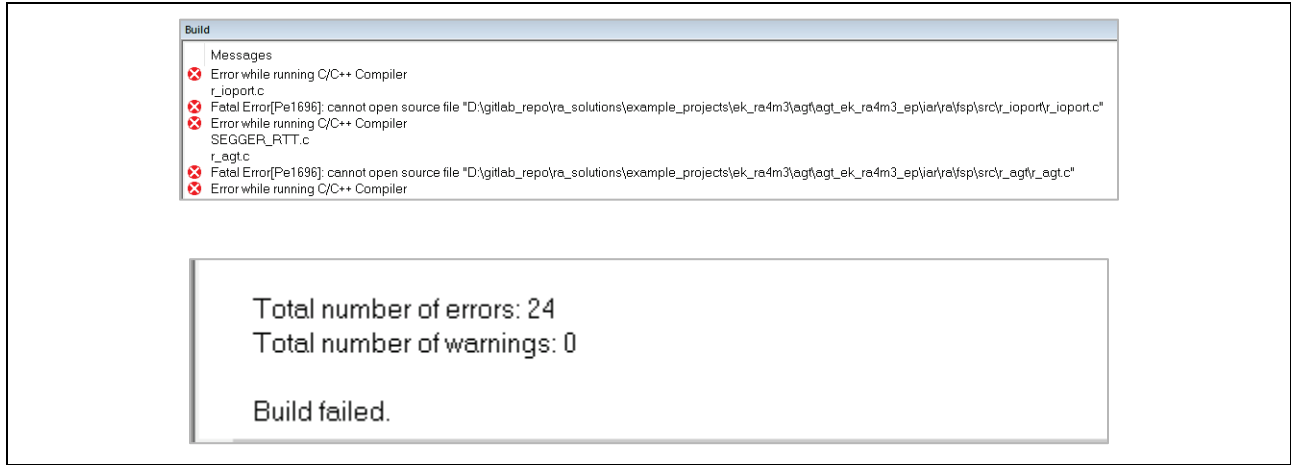 Build
Messages
Error while running C/C++ Compiler
r_ioport.c
Fatal Error[Pe1696]: cannot open source file "D:\gitlab_repo\ra_solutions\example_projects\ek_ra4m3\agt\agt_ek_ra4m3_ep\iar\ra\fsp\src\r_ioport\r_ioport.c"
Error while running C/C++ Compiler
SEGGER_RTT.c
r_agt.c
Fatal Error[Pe1696]: cannot open source file "D:\gitlab_repo\ra_solutions\example_projects\ek_ra4m3\agt\agt_ek_ra4m3_ep\iar\ra\fsp\src\r_agt\r_agt.c"
Error while running C/C++ Compiler
Total number of errors: 24
Total number of warnings: 0
Build failed.